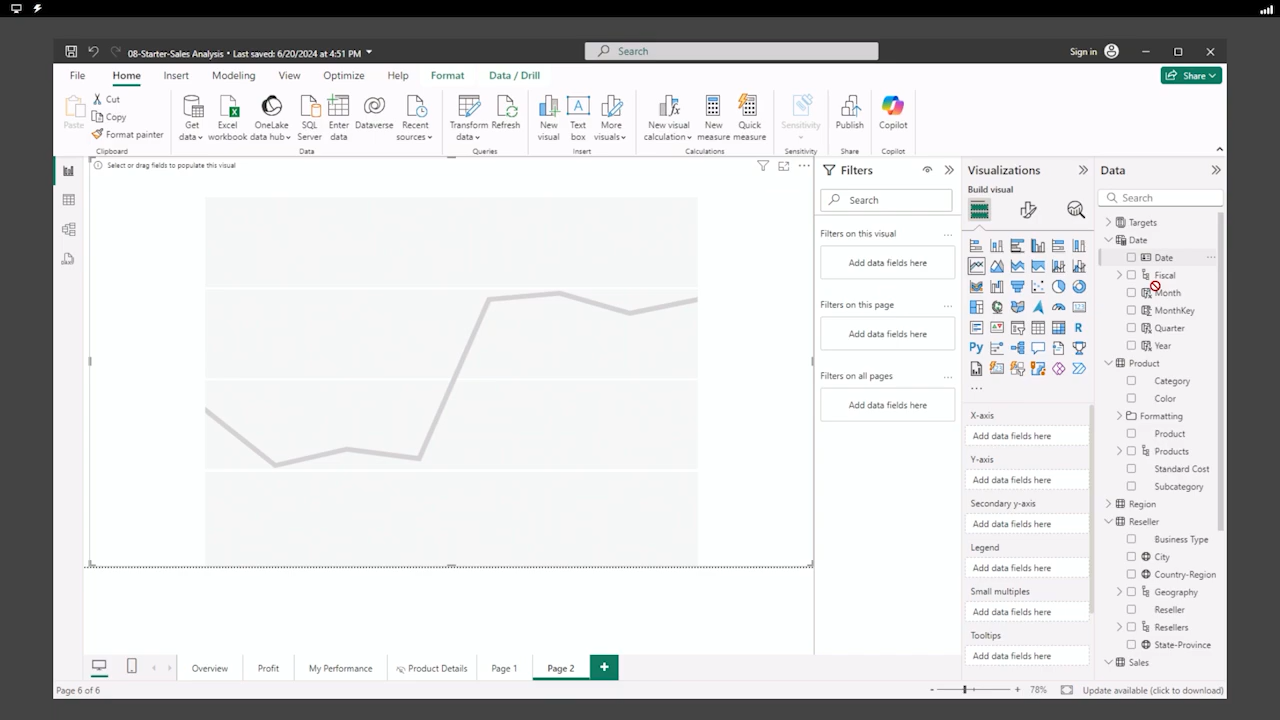 08-Starter-Sales Analysis • Last saved: 6/20/2024 at 4:51 PM
Search
Sign in
File
Home
Insert
Modeling
View
Optimize
Help
Format
Data / Drill
Share
Paste
Cut
Copy
Format painter
Clipboard
Get data
Excel workbook
OneLake data hub
SQL Server
Enter data
Dataverse
Recent sources
Data
Transform data
Refresh
Queries
New visual
Text box
More visuals
Insert
New visual calculation
New measure
Quick measure
Calculations
Sensitivity
Sensitivity
Publish
Share
Copilot
Copilot
Select or drag fields to populate this visual
Filters
Search
Filters on this visual
Add data fields here
Filters on this page
Add data fields here
Filters on all pages
Add data fields here
Visualizations
Build visual
R
Py
X-axis
Add data fields here
Y-axis
Add data fields here
Secondary y-axis
Add data fields here
Legend
Add data fields here
Small multiples
Add data fields here
Tooltips
Add data fields here
Data
Search
Targets
Date
Date
Fiscal
Month
MonthKey
Quarter
Year
Product
Category
Color
Formatting
Product
Products
Standard Cost
Subcategory
Region
Reseller
Business Type
City
Country-Region
Geography
Reseller
Resellers
State-Province
Sales
Overview
Profit
My Performance
Product Details
Page 1
Page 2
Page 6 of 6
78%
Update available (click to download)